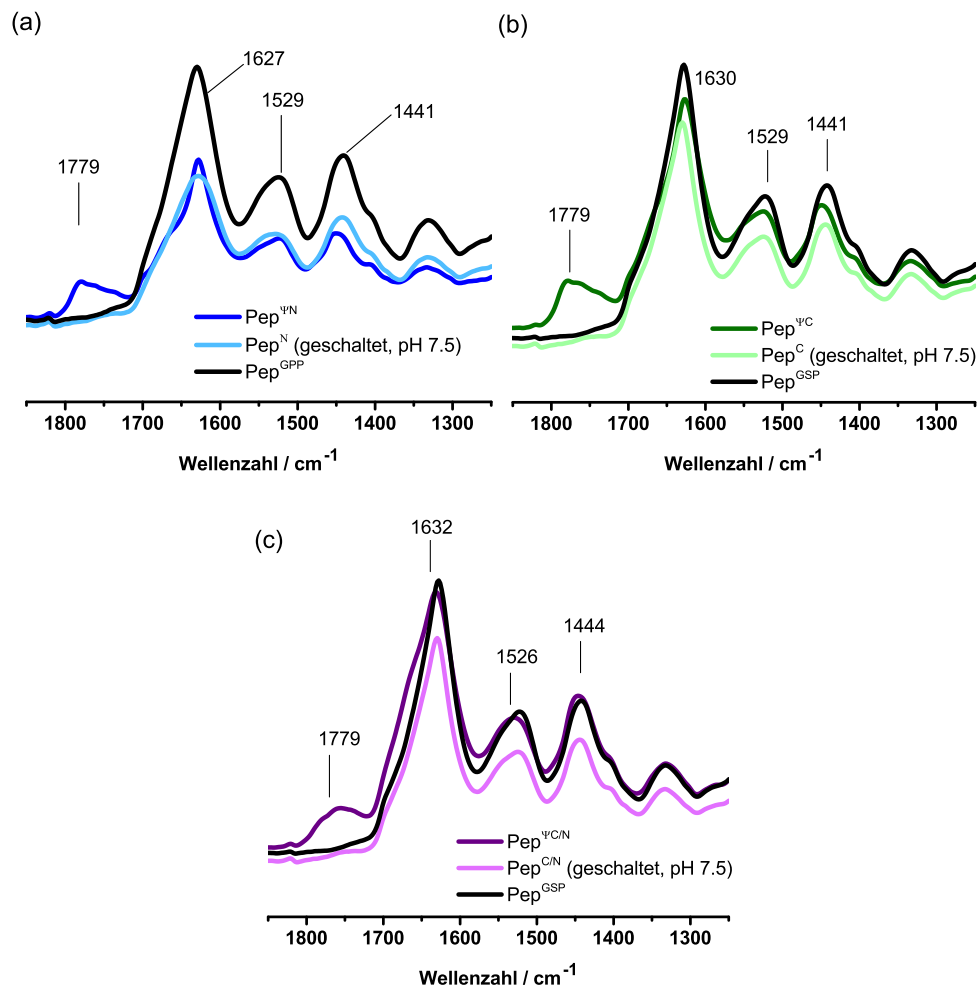 (a)
1627
1529
1441
1779
Pep^ΨN
Pep^N (geschaltet, pH 7.5)
Pep^GPP
1800 1700 1600 1500 1400 1300
Wellenzahl / cm^-1
(b)
1630
1529
1441
1779
Pep^ΨC
Pep^C (geschaltet, pH 7.5)
Pep^GSP
1800 1700 1600 1500 1400 1300
Wellenzahl / cm^-1
(c)
1632
1526
1444
1779
Pep^ΨC/N
Pep^C/N (geschaltet, pH 7.5)
Pep^GSP
1800 1700 1600 1500 1400 1300
Wellenzahl / cm^-1